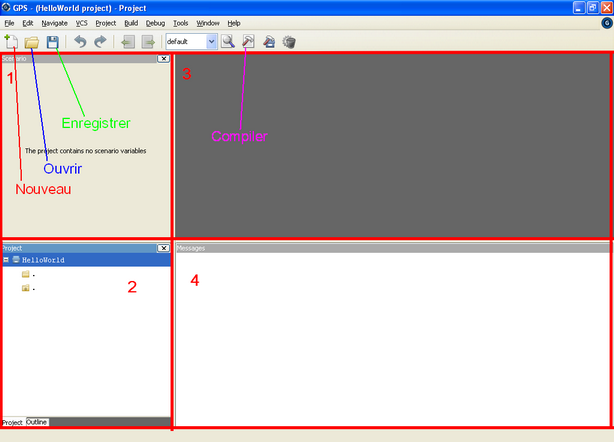 GPS - (HelloWorld project) - Project
File Edit Navigate VCS Project Build Debug Tools Window Help
default
Scenario
1
3
Enregistrer
Compiler
The project contains no scenario variables
Ouvrir
Nouveau
Project
Messages
HelloWorld
.
.
2
4
Project Outline